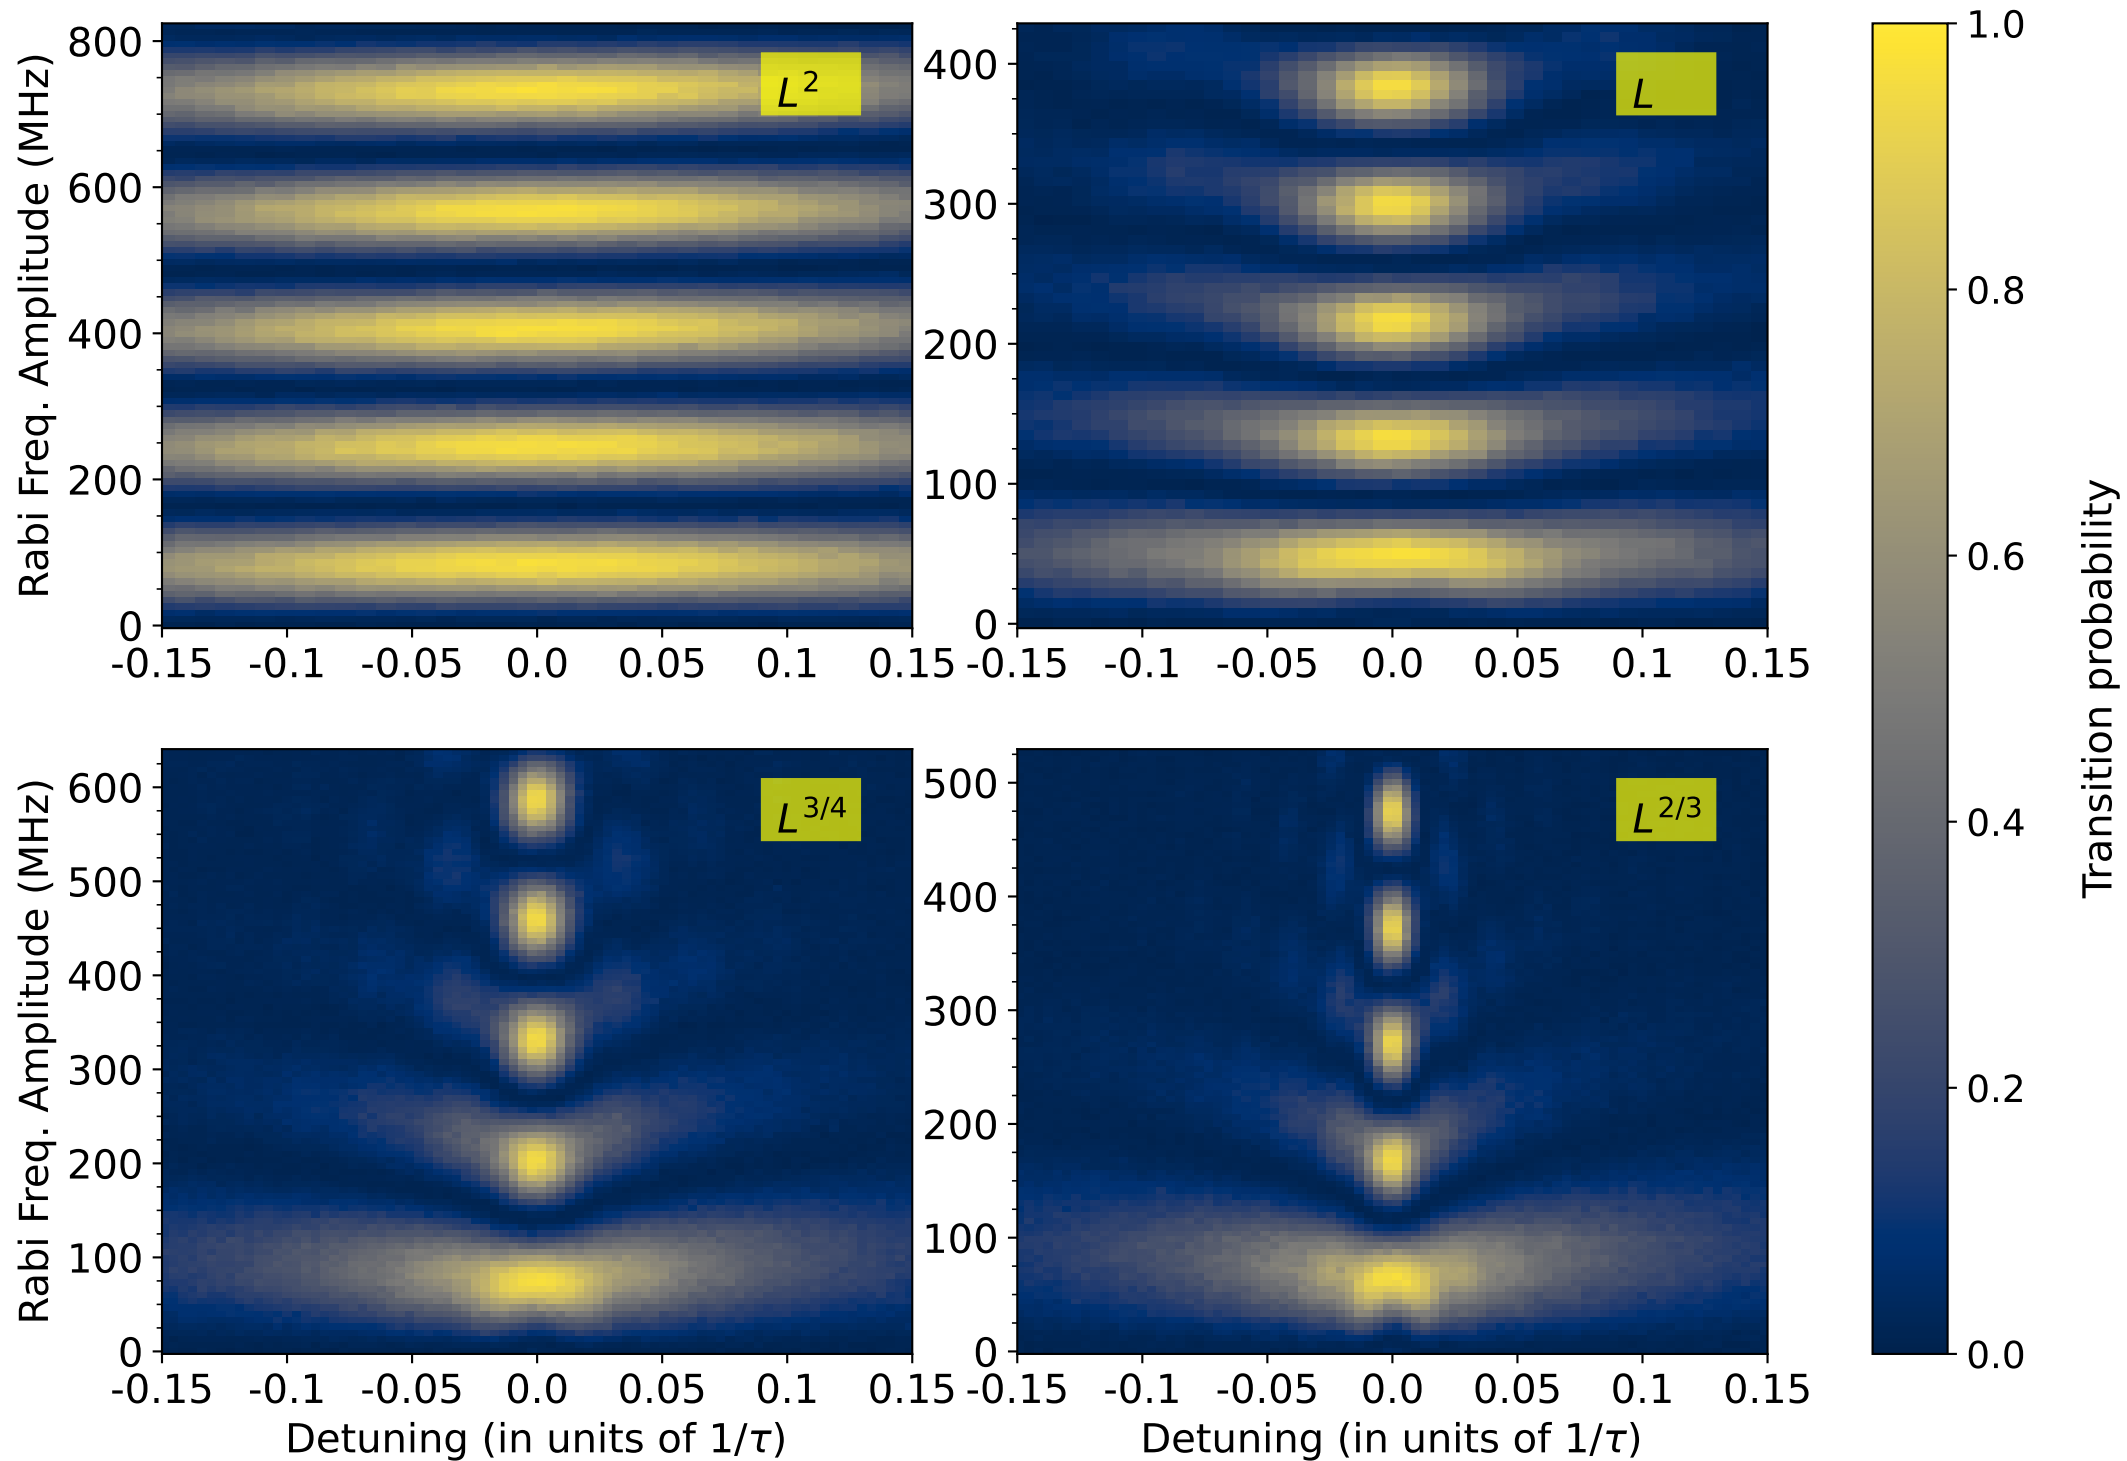 Rabi Freq. Amplitude (MHz)
800
600
400
200
0
L²
-0.15 -0.1 -0.05 0.0 0.05 0.1 0.15
400
300
200
100
0
L
-0.15 -0.1 -0.05 0.0 0.05 0.1 0.15
Rabi Freq. Amplitude (MHz)
600
500
400
300
200
100
0
L³/⁴
-0.15 -0.1 -0.05 0.0 0.05 0.1 0.15
Detuning (in units of 1/τ)
500
400
300
200
100
0
L²/³
-0.15 -0.1 -0.05 0.0 0.05 0.1 0.15
Detuning (in units of 1/τ)
1.0
0.8
0.6
0.4
0.2
0.0
Transition probability